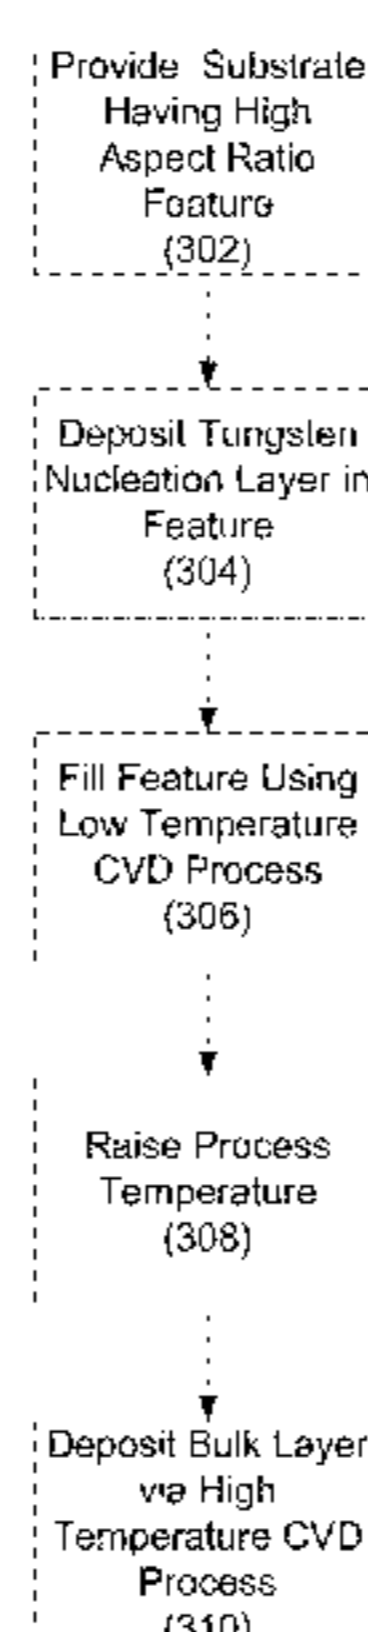 Provide Substrate
Having High
Aspect Ratio
Feature
(302)
Deposit Tungsten
Nucleation Layer in
Feature
(304)
Fill Feature Using
Low Temperature
CVD Process
(306)
Raise Process
Temperature
(308)
Deposit Bulk Layer
via High
Temperature CVD
Process
(310)